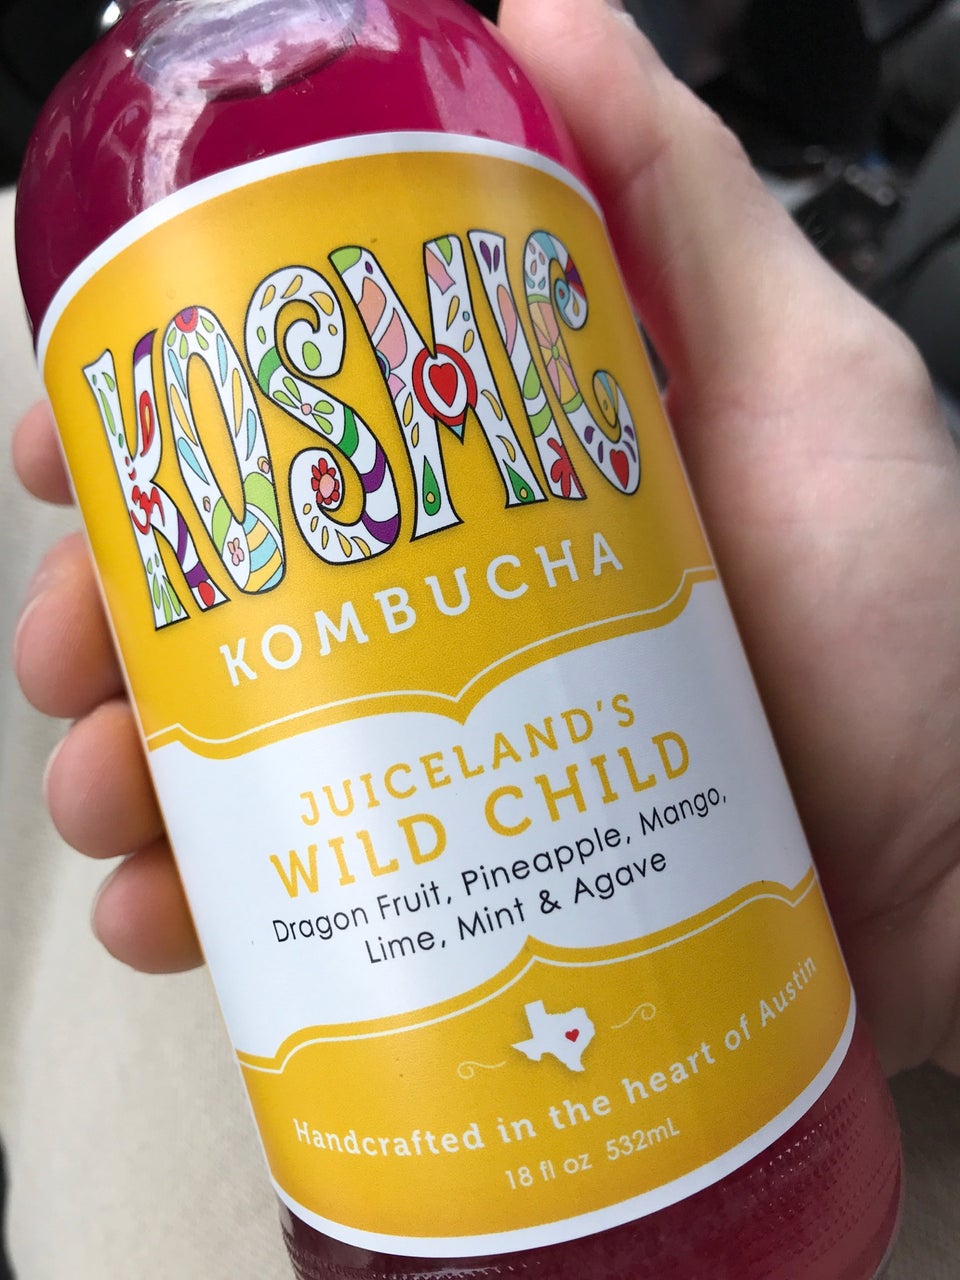 KOSMIC
KOMBUCHA
JUICELAND'S
WILD CHILD
Dragon Fruit, Pineapple, Mango,
Lime, Mint & Agave
Handcrafted in the heart of Austin
18 fl oz 532mL